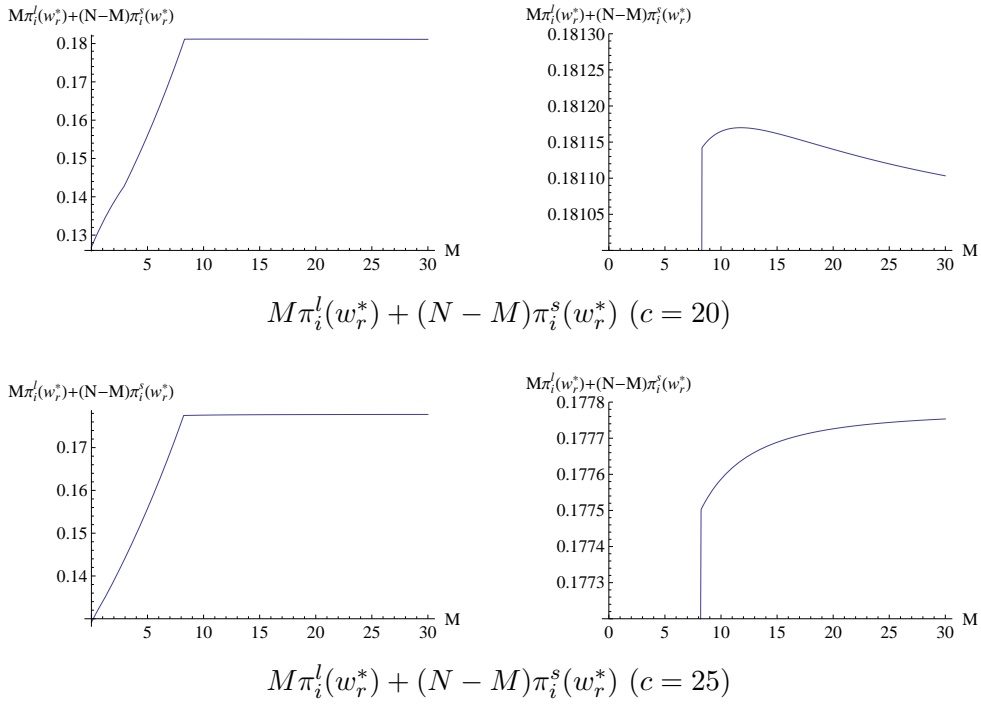 Mπ_i^l(w_r^*)+(N−M)π_i^s(w_r^*)
0.18
0.17
0.16
0.15
0.14
0.13
5 10 15 20 25 30 M
Mπ_i^l(w_r^*)+(N−M)π_i^s(w_r^*)
0.18130
0.18125
0.18120
0.18115
0.18110
0.18105
0 5 10 15 20 25 30 M
Mπ_i^l(w_r^*) + (N − M)π_i^s(w_r^*) (c = 20)
Mπ_i^l(w_r^*)+(N−M)π_i^s(w_r^*)
0.17
0.16
0.15
0.14
5 10 15 20 25 30 M
Mπ_i^l(w_r^*)+(N−M)π_i^s(w_r^*)
0.1778
0.1777
0.1776
0.1775
0.1774
0.1773
0 5 10 15 20 25 30 M
Mπ_i^l(w_r^*) + (N − M)π_i^s(w_r^*) (c = 25)